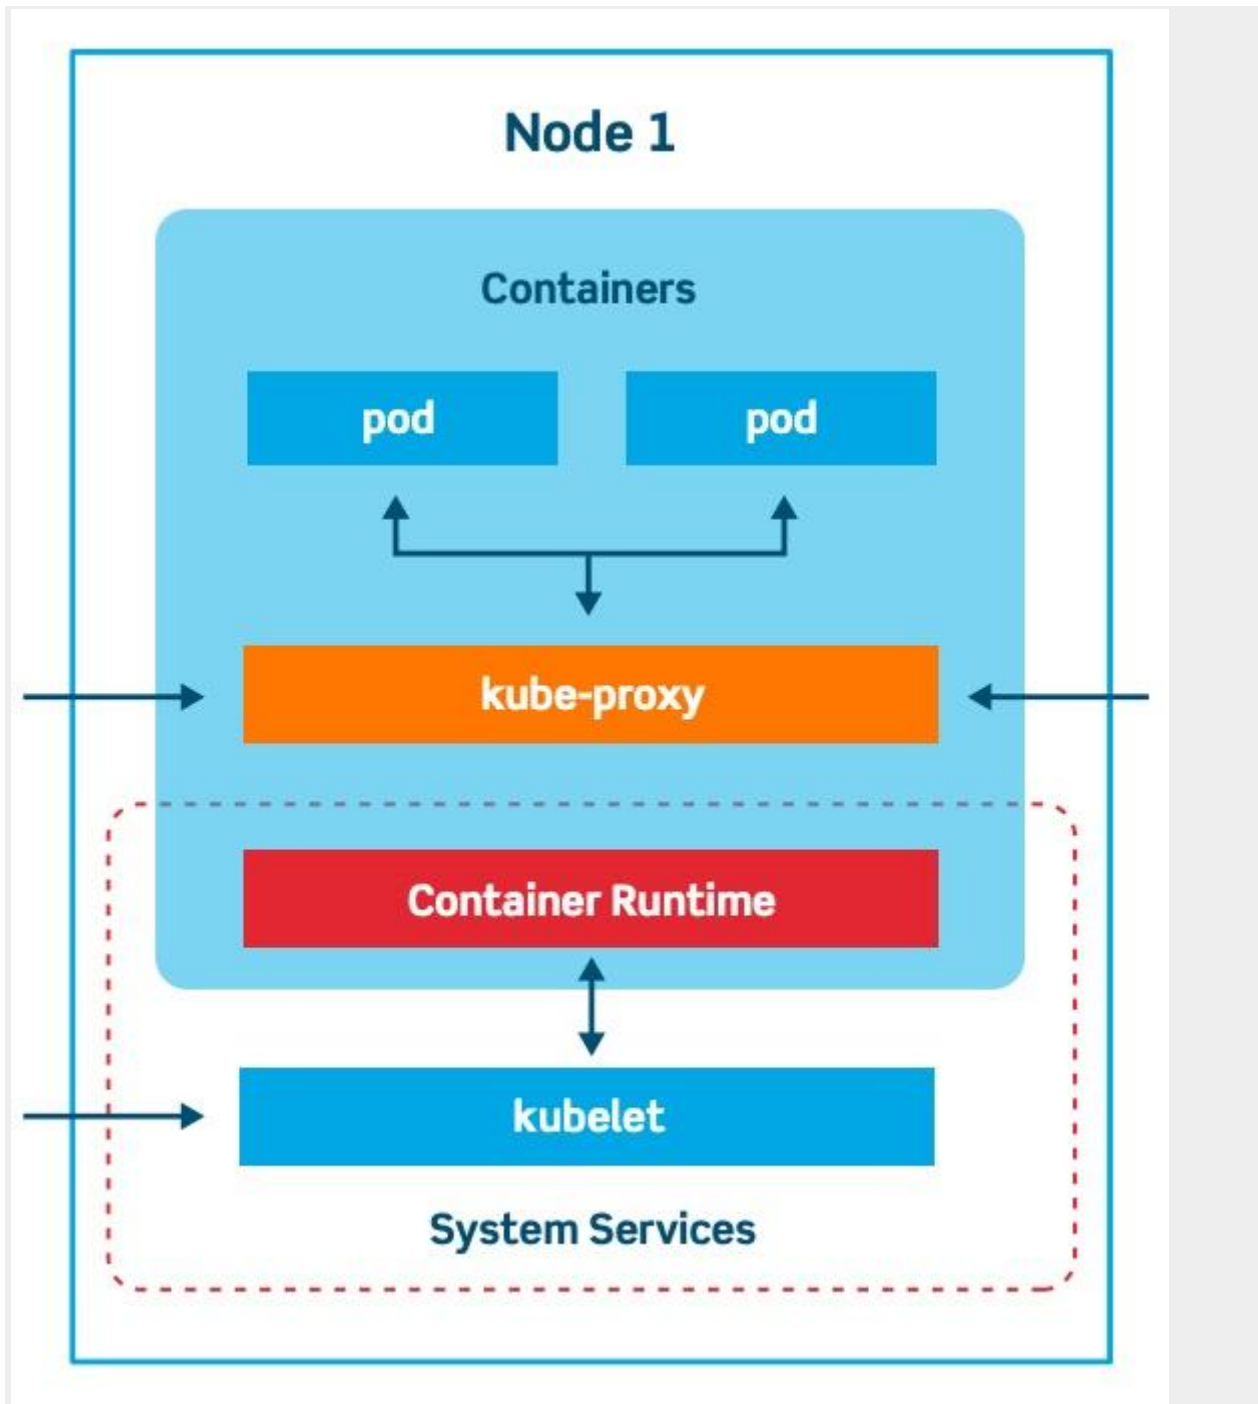 Node 1
Containers
pod
pod
kube-proxy
Container Runtime
kubelet
System Services